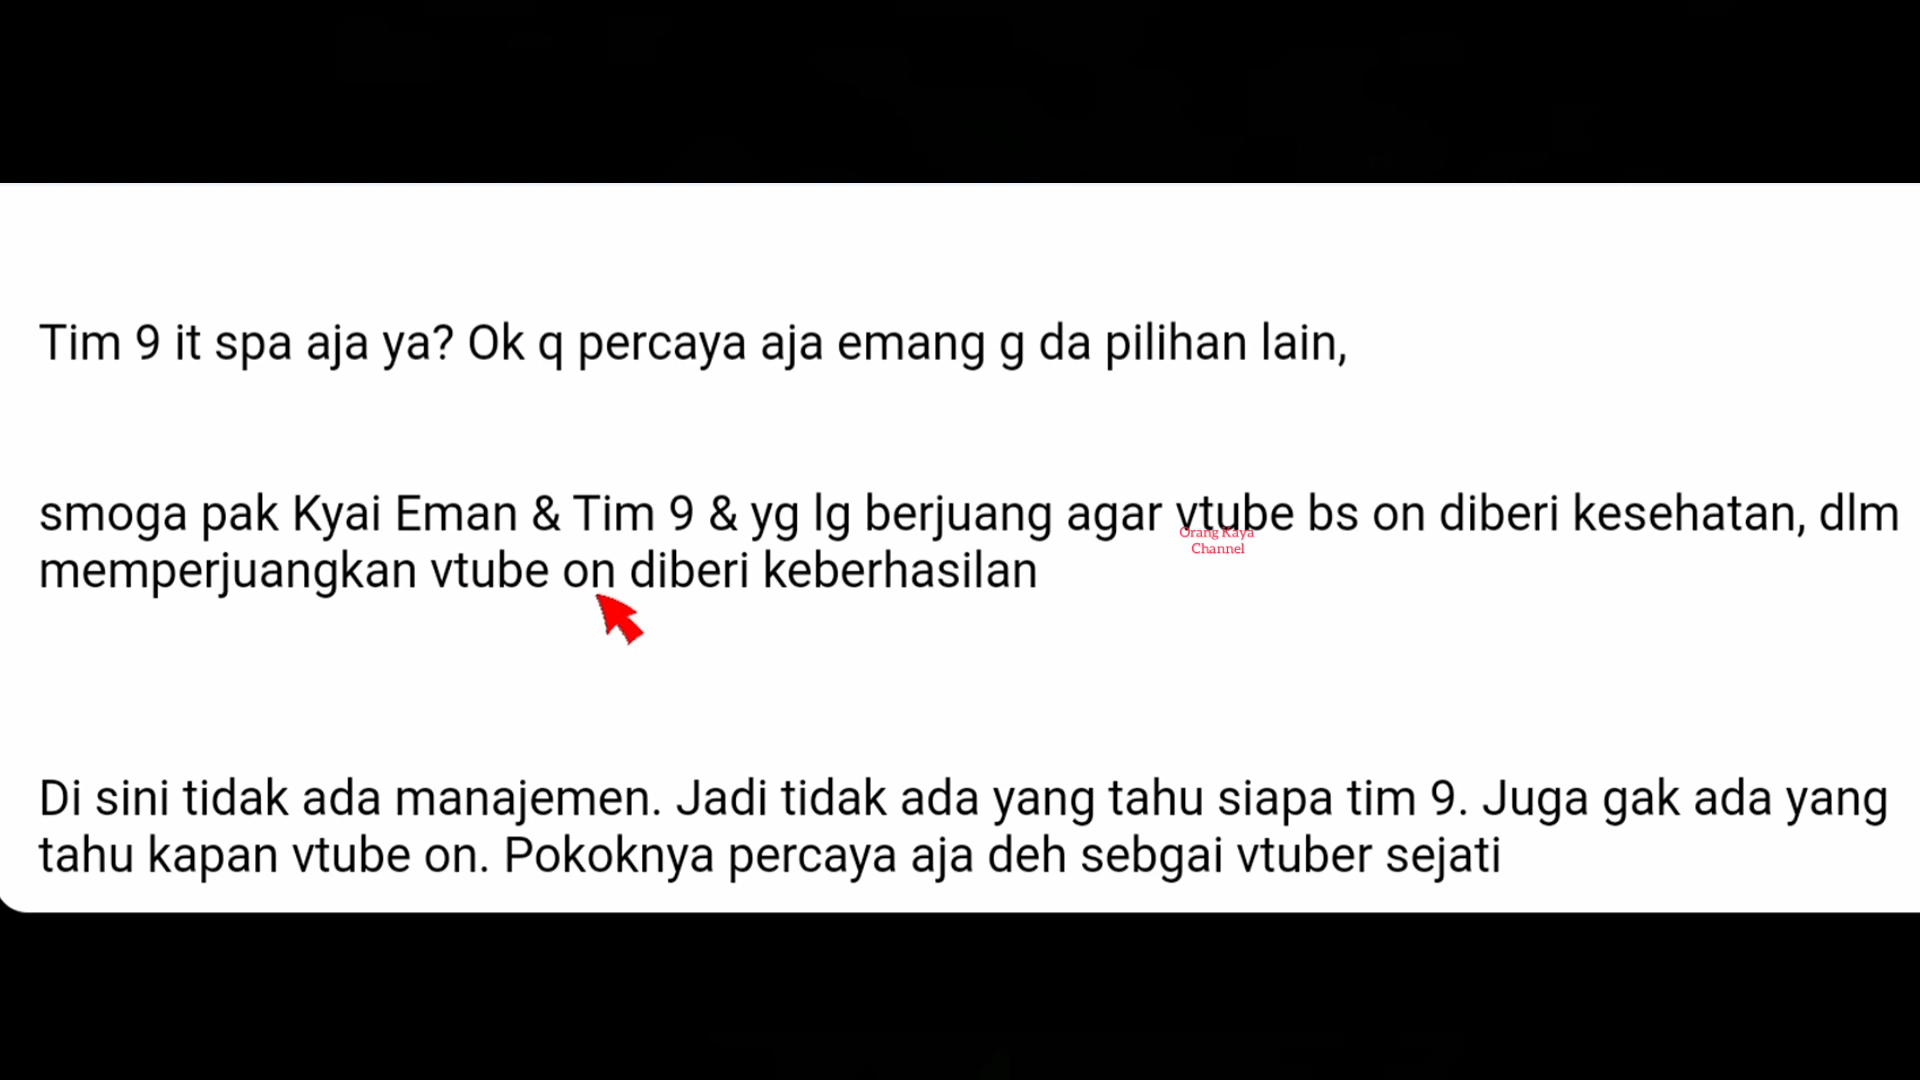 Tim 9 it spa aja ya? Ok q percaya aja emang g da pilihan lain,
smoga pak Kyai Eman & Tim 9 & yg lg berjuang agar vtube bs on diberi kesehatan, dlm
Orang Kaya
Channel
memperjuangkan vtube on diberi keberhasilan
Di sini tidak ada manajemen. Jadi tidak ada yang tahu siapa tim 9. Juga gak ada yang
tahu kapan vtube on. Pokoknya percaya aja deh sebgai vtuber sejati